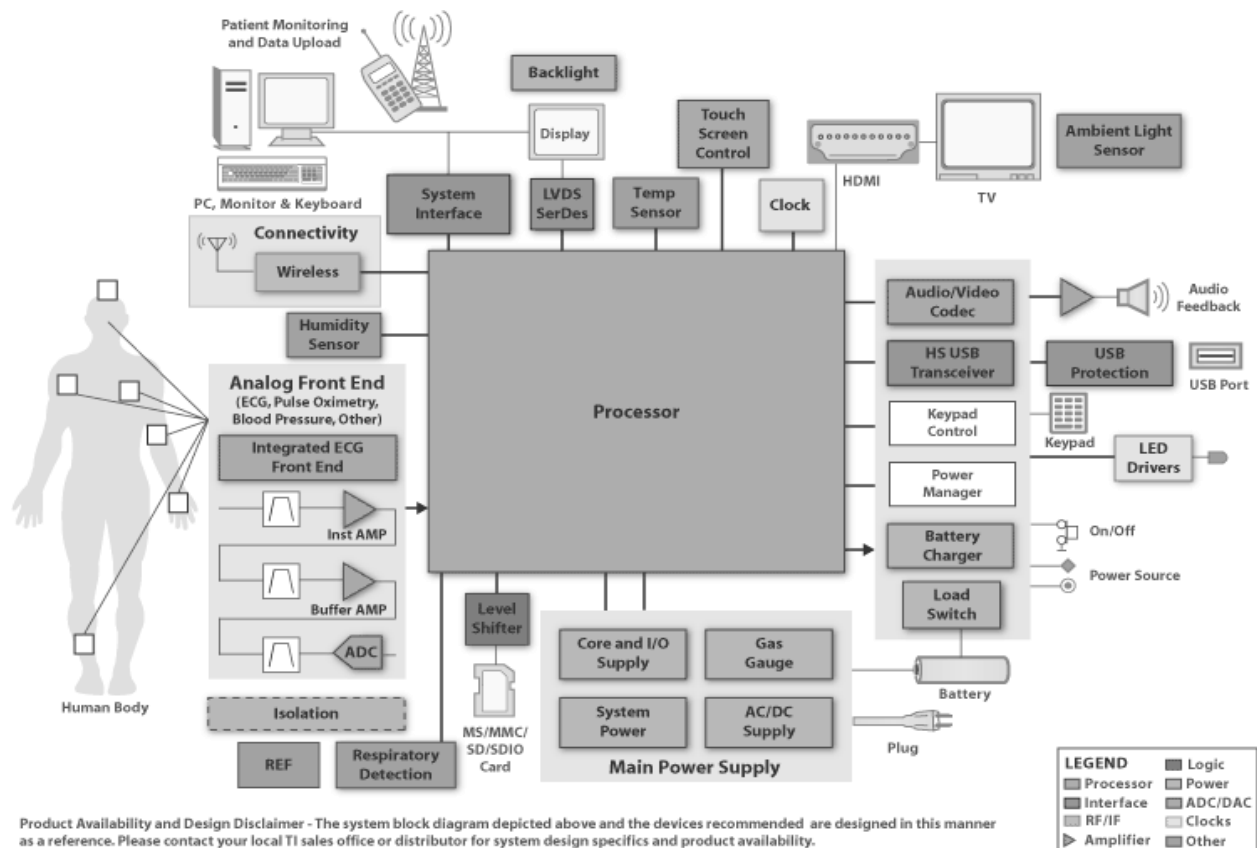 Patient Monitoring
and Data Upload
Backlight
Display
Touch
Screen
Control
HDMI
TV
Ambient Light
Sensor
PC, Monitor & Keyboard
System
Interface
LVDS
SerDes
Temp
Sensor
Clock
Connectivity
Wireless
Humidity
Sensor
Analog Front End
(ECG, Pulse Oximetry,
Blood Pressure, Other)
Integrated ECG
Front End
Inst AMP
Buffer AMP
ADC
Human Body
Isolation
REF
Respiratory
Detection
Processor
Level
Shifter
MS/MMC/
SD/SDIO
Card
Core and I/O
Supply
Gas
Gauge
System
Power
AC/DC
Supply
Main Power Supply
Audio/Video
Codec
Audio
Feedback
HS USB
Transceiver
USB
Protection
USB Port
Keypad
Control
Keypad
Power
Manager
LED
Drivers
Battery
Charger
On/Off
Power Source
Load
Switch
Battery
Plug
LEGEND
Processor
Interface
RF/IF
Amplifier
Logic
Power
ADC/DAC
Clocks
Other
Product Availability and Design Disclaimer - The system block diagram depicted above and the devices recommended are designed in this manner
as a reference. Please contact your local TI sales office or distributor for system design specifics and product availability.